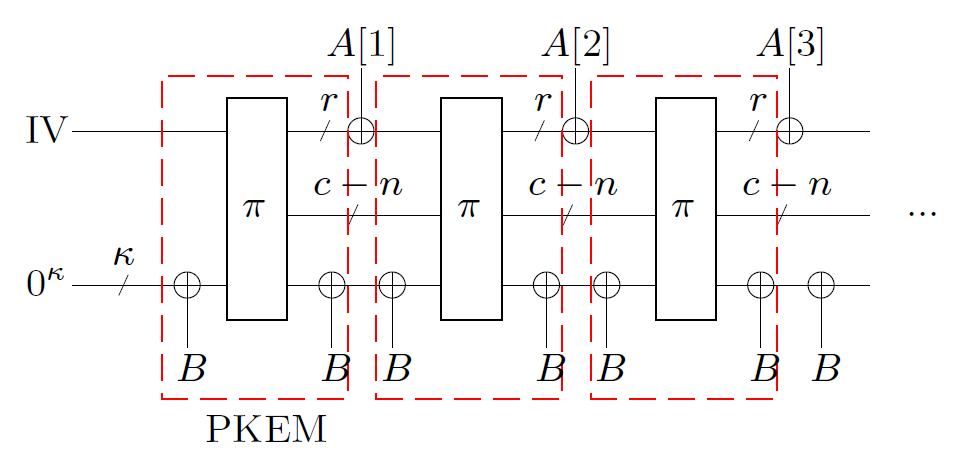 A[1] A[2] A[3]
r r r
IV
c − n c − n c − n
π π π ...
κ
0^κ
B B B B B B B
PKEM